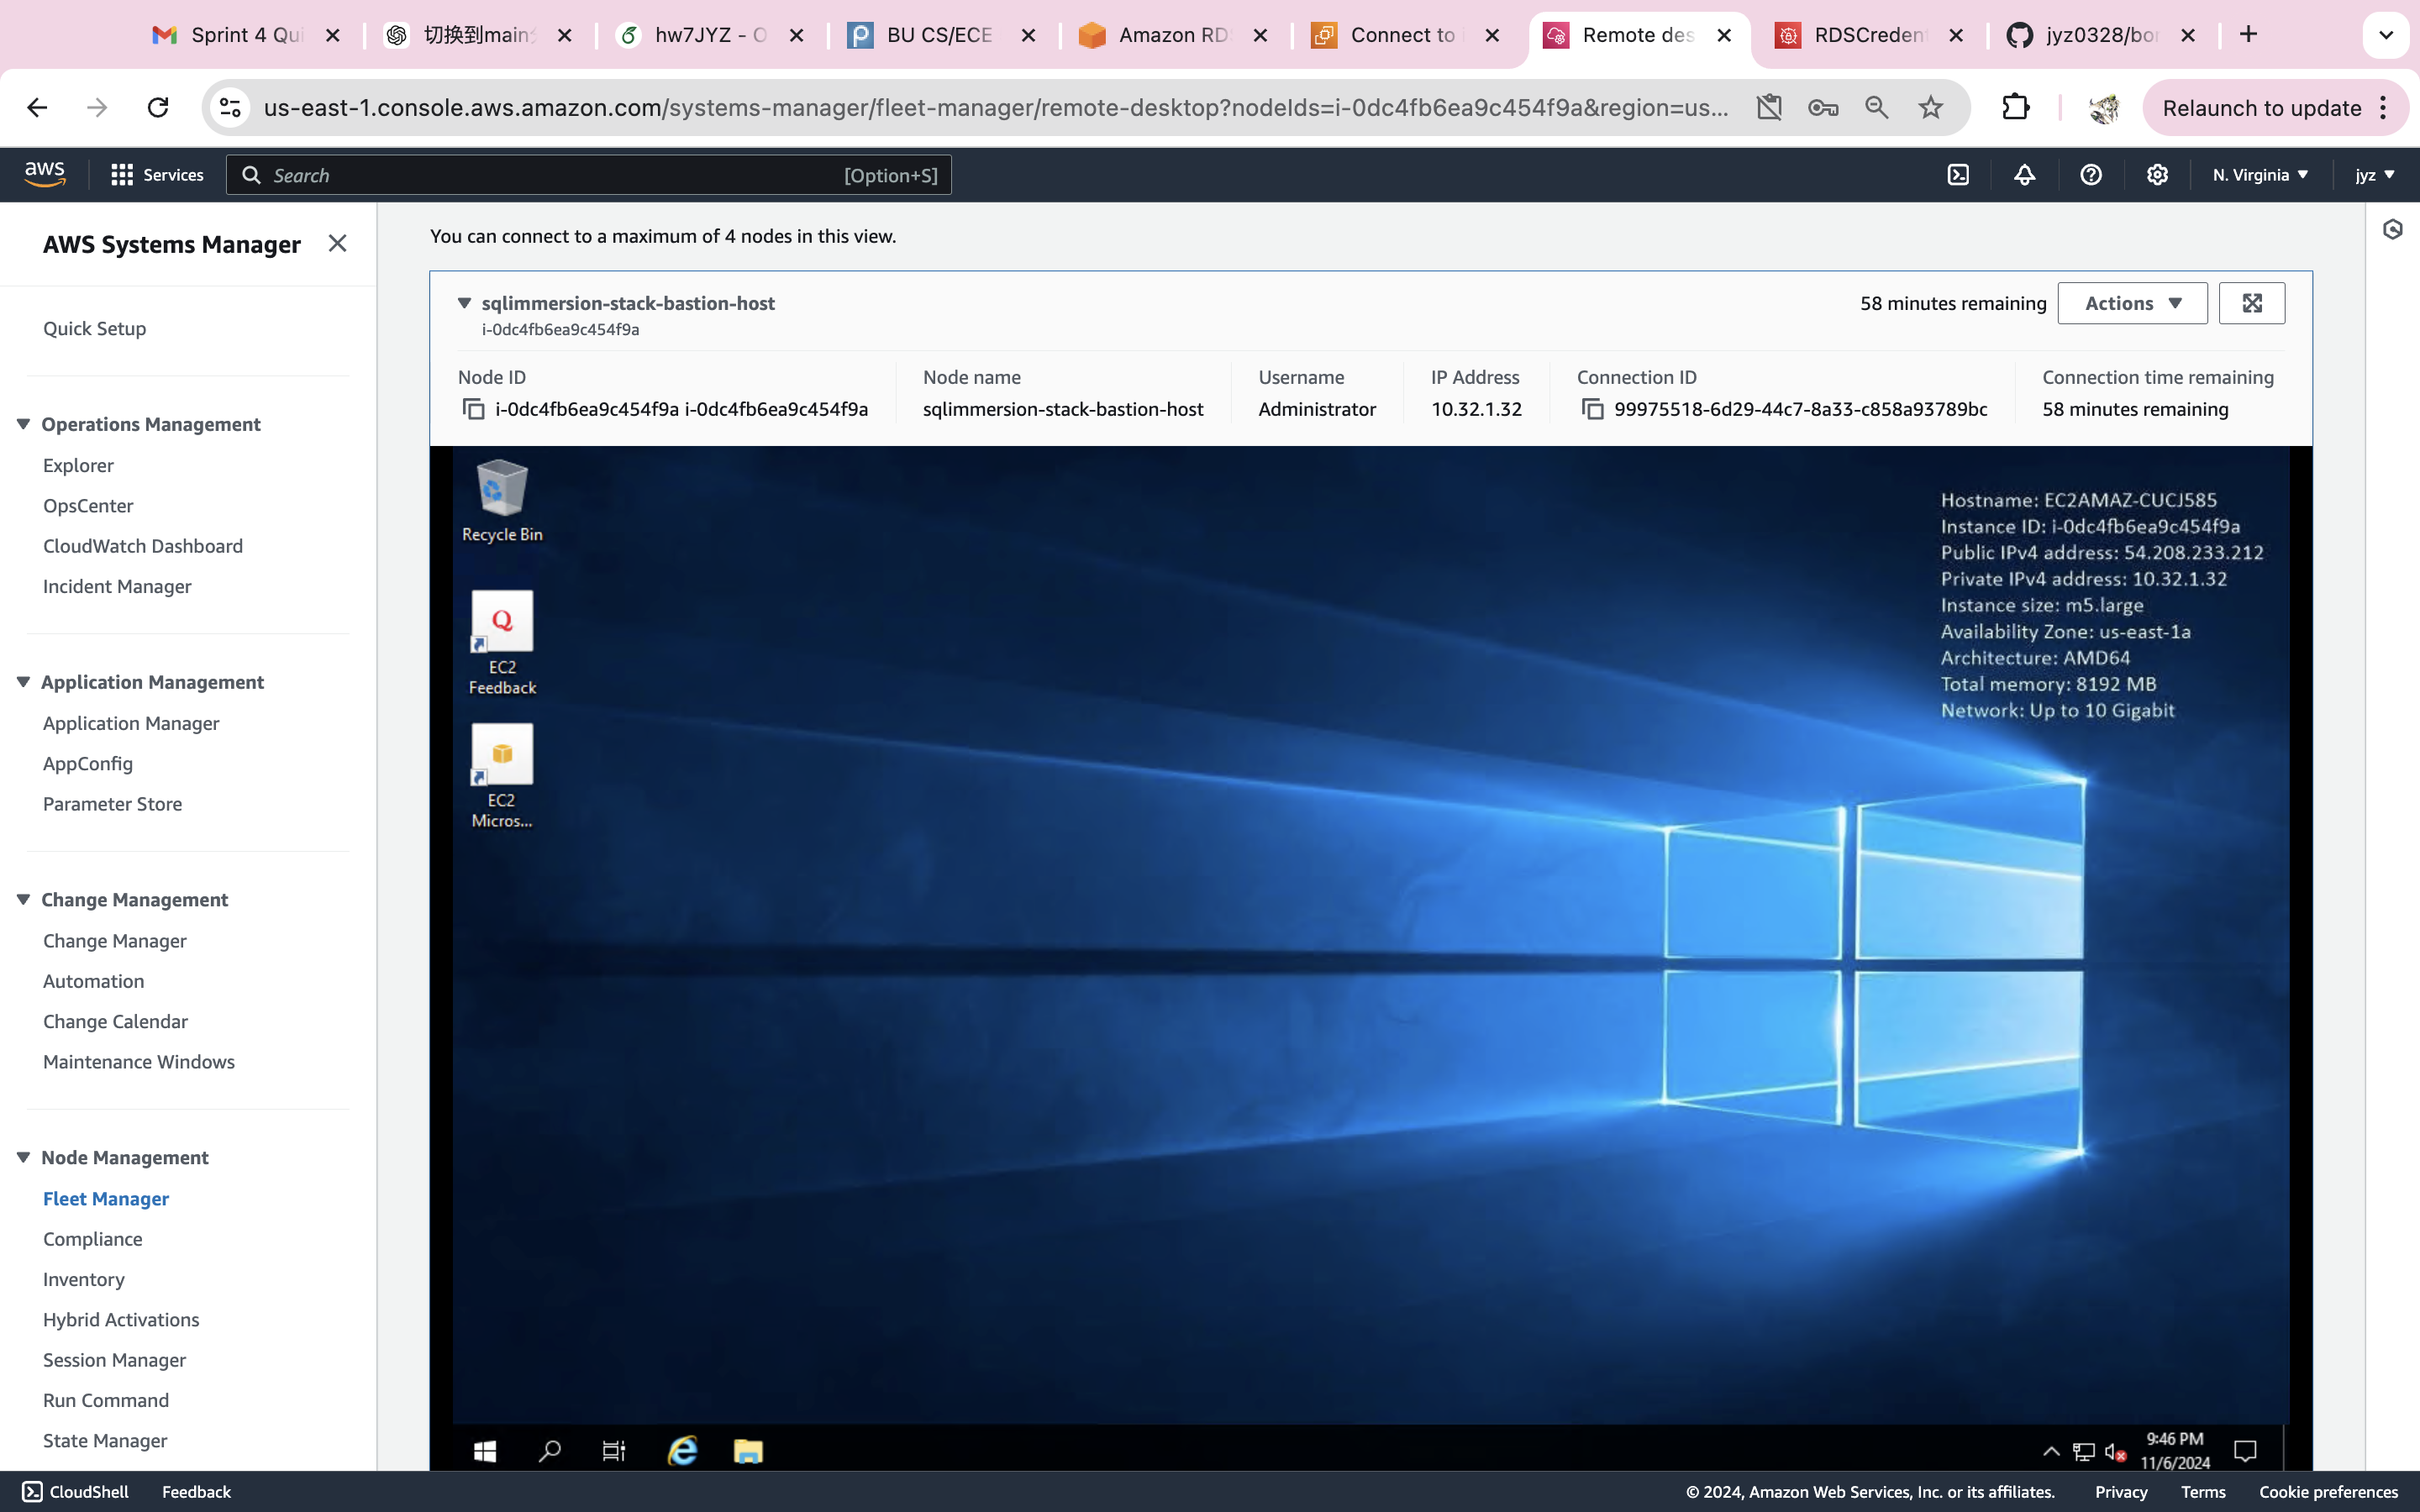 Sprint 4 Qui
切换到main
hw7JYZ - O
BU CS/ECE
Amazon RD
Connect to i
Remote des
RDSCreden
jyz0328/bor
us-east-1.console.aws.amazon.com/systems-manager/fleet-manager/remote-desktop?nodeIds=i-0dc4fb6ea9c454f9a&region=us...
Relaunch to update
aws
Services
Search
[Option+S]
N. Virginia
jyz
AWS Systems Manager
Quick Setup
Operations Management
Explorer
OpsCenter
CloudWatch Dashboard
Incident Manager
Application Management
Application Manager
AppConfig
Parameter Store
Change Management
Change Manager
Automation
Change Calendar
Maintenance Windows
Node Management
Fleet Manager
Compliance
Inventory
Hybrid Activations
Session Manager
Run Command
State Manager
You can connect to a maximum of 4 nodes in this view.
sqlimmersion-stack-bastion-host
i-0dc4fb6ea9c454f9a
58 minutes remaining
Actions
Node ID
i-0dc4fb6ea9c454f9a i-0dc4fb6ea9c454f9a
Node name
sqlimmersion-stack-bastion-host
Username
Administrator
IP Address
10.32.1.32
Connection ID
99975518-6d29-44c7-8a33-c858a93789bc
Connection time remaining
58 minutes remaining
Recycle Bin
EC2
Feedback
EC2
Micros...
Hostname: EC2AMAZ-CUCJ585
Instance ID: i-0dc4fb6ea9c454f9a
Public IPv4 address: 54.208.233.212
Private IPv4 address: 10.32.1.32
Instance size: m5.large
Availability Zone: us-east-1a
Architecture: AMD64
Total memory: 8192 MB
Network: Up to 10 Gigabit
9:46 PM
11/6/2024
CloudShell
Feedback
© 2024, Amazon Web Services, Inc. or its affiliates.
Privacy
Terms
Cookie preferences